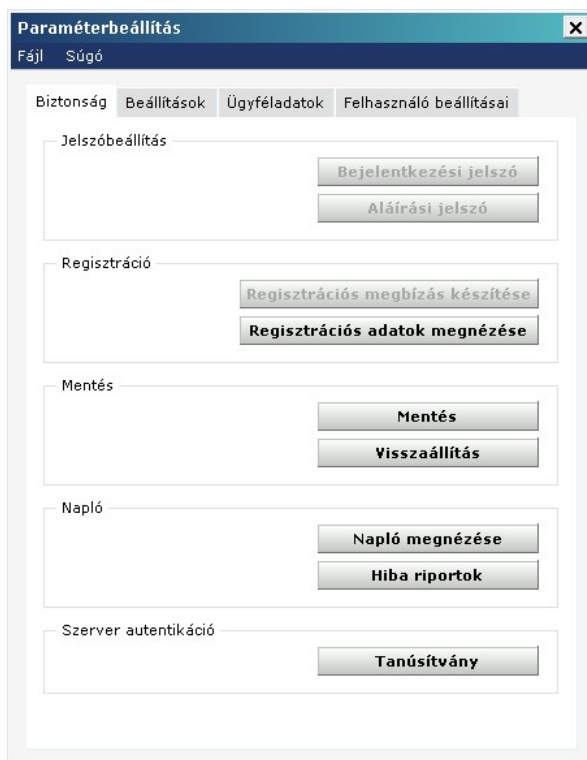 Paraméterbeállítás
Fájl Súgó
Biztonság Beállítások Ügyféladatok Felhasználó beállításai
Jelszóbeállítás
Bejelentkezési jelszó
Aláírási jelszó
Regisztráció
Regisztrációs megbízás készítése
Regisztrációs adatok megnézése
Mentés
Mentés
Visszaállítás
Napló
Napló megnézése
Hiba riportok
Szerver autentikáció
Tanúsítvány